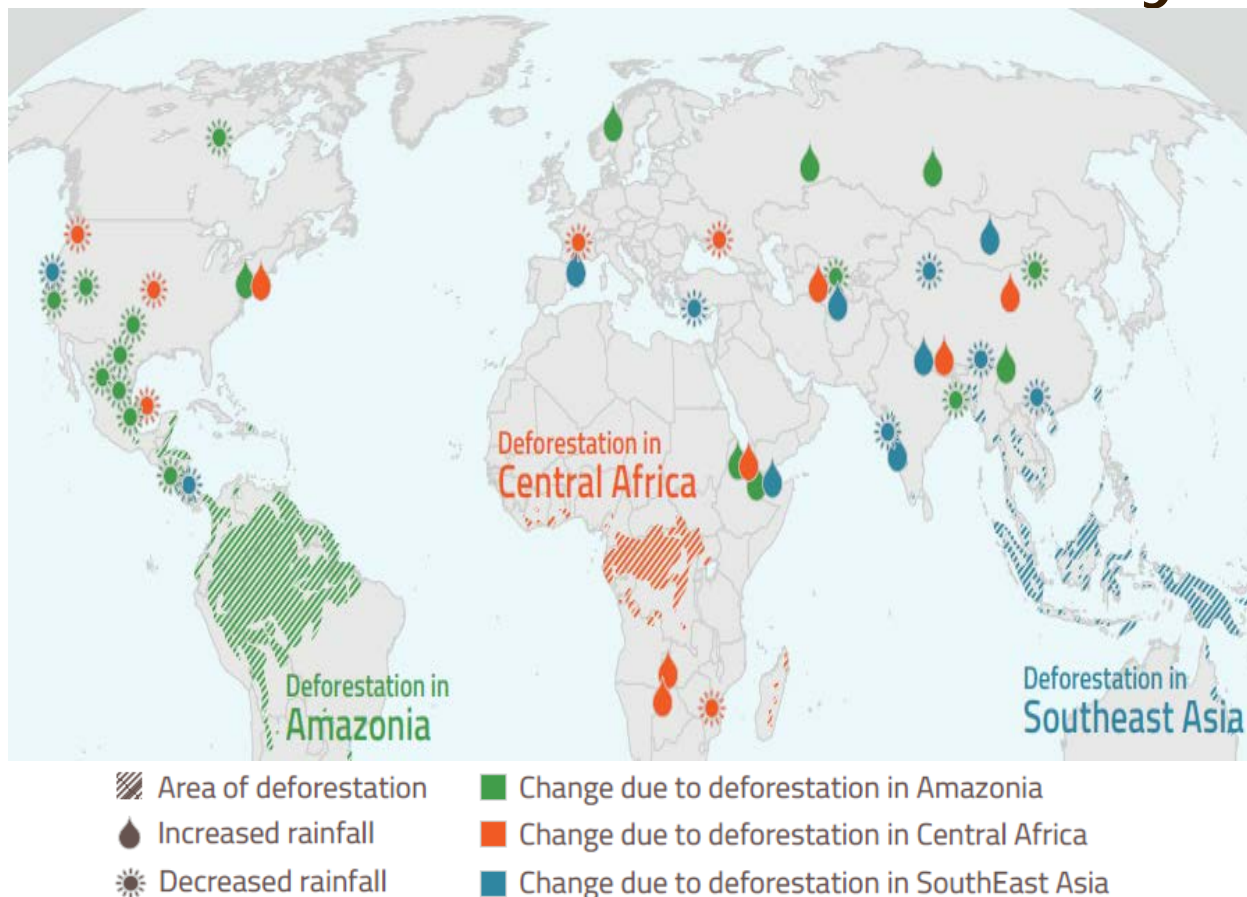 Deforestation in
Central Africa
Deforestation in
Amazonia
Deforestation in
Southeast Asia
Area of deforestation
Increased rainfall
Decreased rainfall
Change due to deforestation in Amazonia
Change due to deforestation in Central Africa
Change due to deforestation in SouthEast Asia